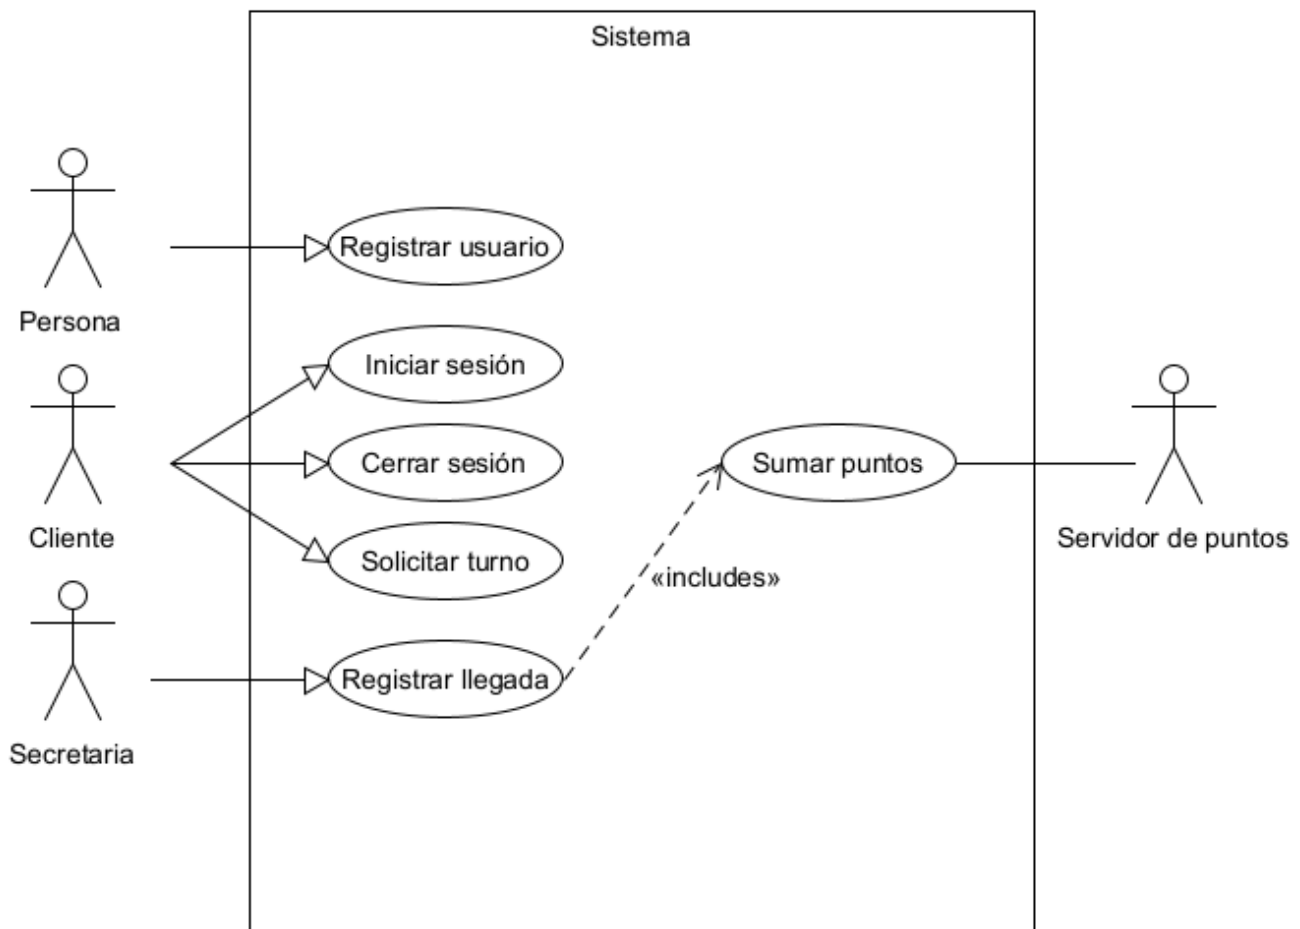 Sistema
Registrar usuario
Persona
Iniciar sesión
Cerrar sesión
Sumar puntos
Cliente
Servidor de puntos
Solicitar turno
«includes»
Registrar llegada
Secretaria